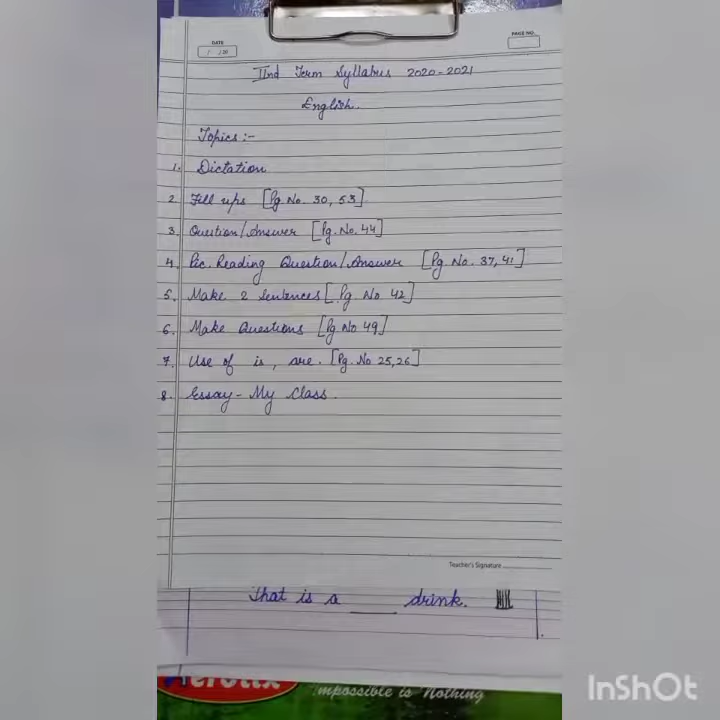 DATE
PAGE NO.
IInd Term Syllabus 2020-2021
English.
Topics:-
1. Dictation
2. Fill ups [Pg. No. 30, 53]
3. Question/Answer [Pg. No. 44]
4. Pic. Reading Question/Answer [Pg. No. 37, 41]
5. Make 2 Sentences [Pg No 42]
6. Make Questions [Pg No 49]
7. Use of is, are. [Pg. No 25,26]
8. Essay - My Class.
Teacher's Signature
That is a ____ drink.
Impossible is Nothing
InShOt